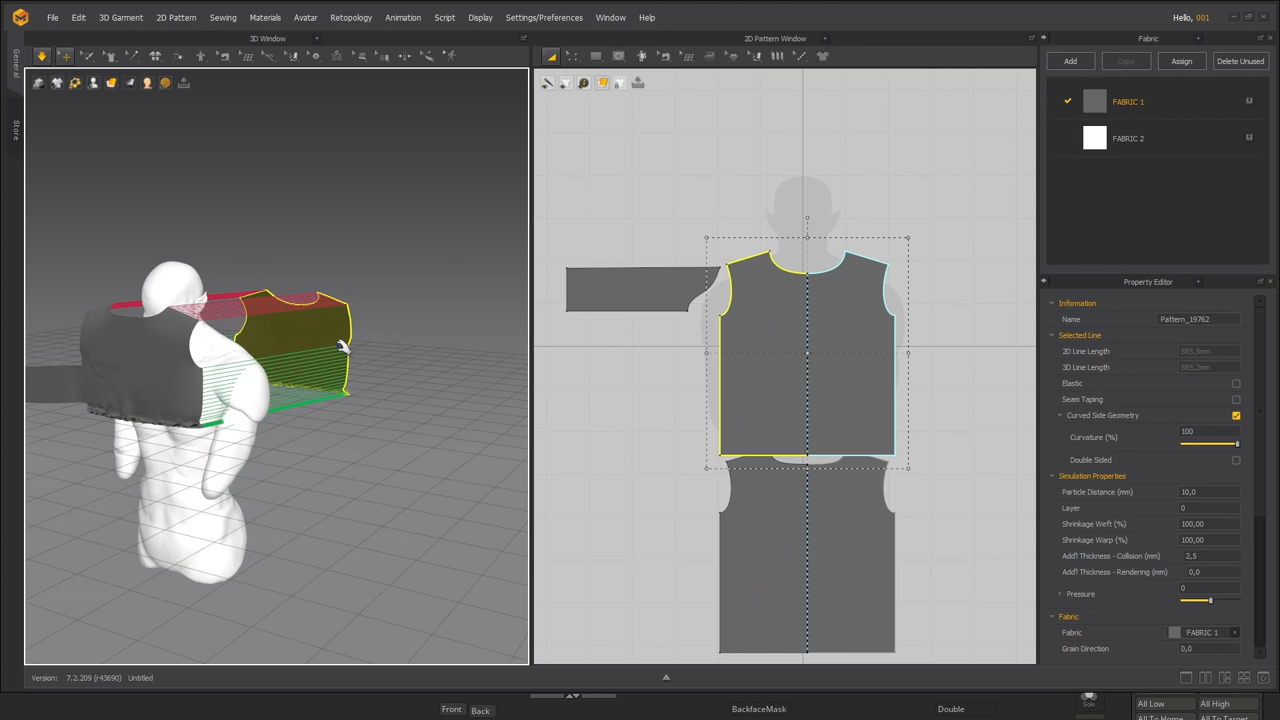 File Edit 3D Garment 2D Pattern Sewing Materials Avatar Retopology Animation Script Display Settings/Preferences Window Help Hello, 001
3D Window 2D Pattern Window Fabric
General
Store
Add Copy Assign Delete Unused
FABRIC 1
FABRIC 2
Property Editor
Information
Name Pattern_19762
Selected Line
2D Line Length 885,5mm
3D Line Length 885,2mm
Elastic
Seam Taping
Curved Side Geometry
Curvature (%) 100
Double Sided
Simulation Properties
Particle Distance (mm) 10,0
Layer 0
Shrinkage Weft (%) 100,00
Shrinkage Warp (%) 100,00
Add'l Thickness - Collision (mm) 2,5
Add'l Thickness - Rendering (mm) 0,0
Pressure 0
Fabric
Fabric FABRIC 1
Grain Direction 0,0
Version: 7.2.209 (r43690) Untitled
Front Back BackfaceMask Double Solo All Low All High